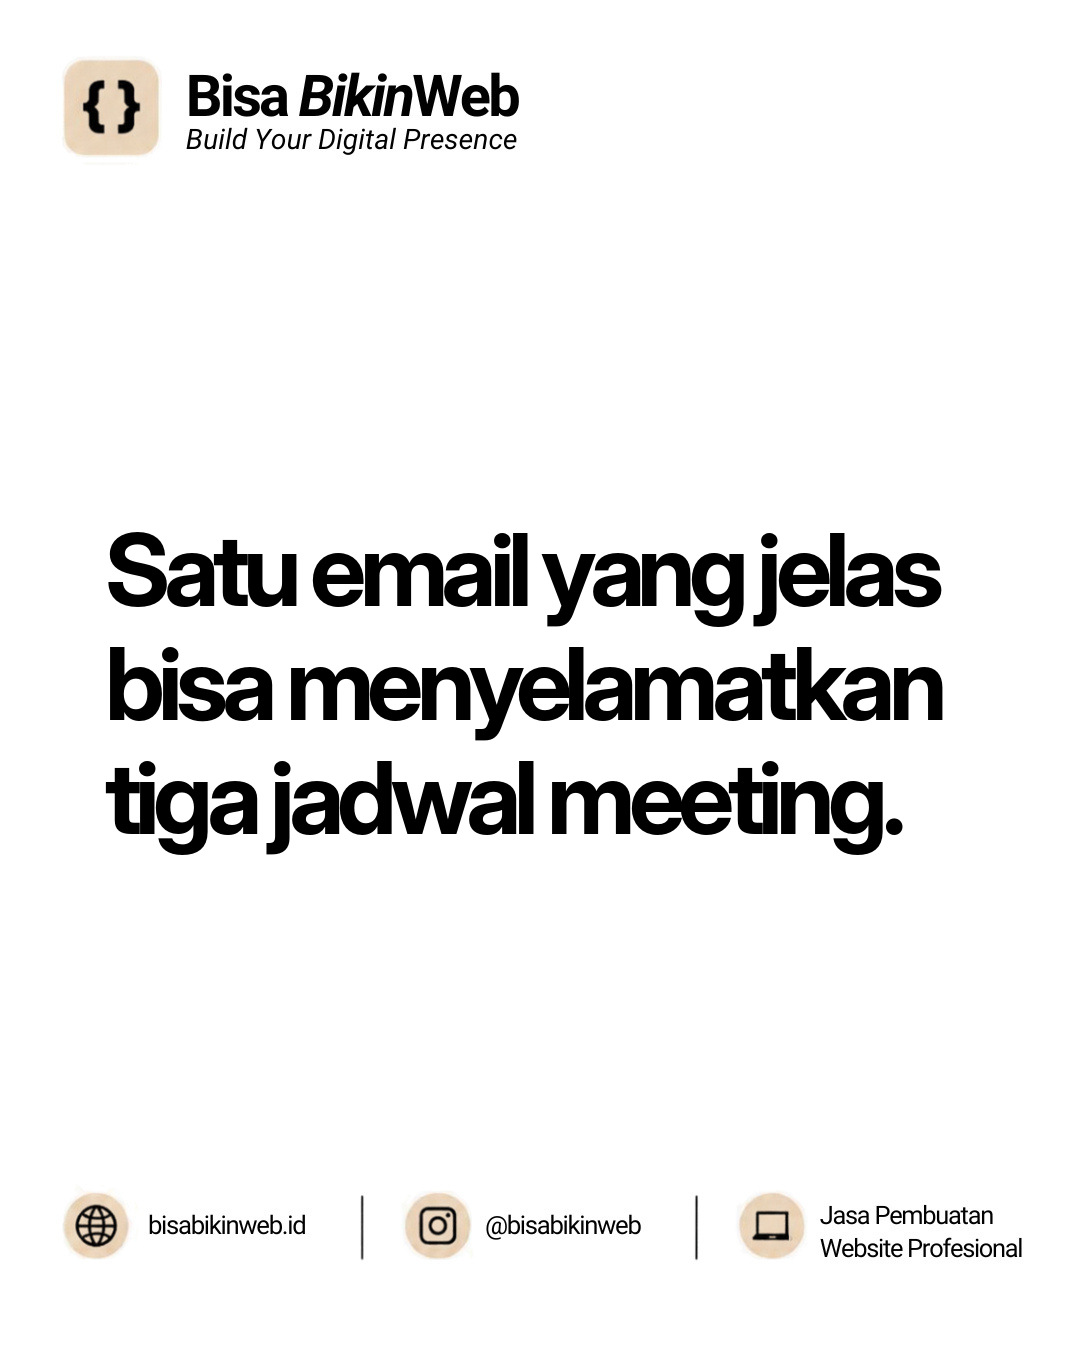 { }
Bisa BikinWeb
Build Your Digital Presence
Satu email yang jelas
bisa menyelamatkan
tiga jadwal meeting.
bisabikinweb.id
@bisabikinweb
Jasa Pembuatan
Website Profesional